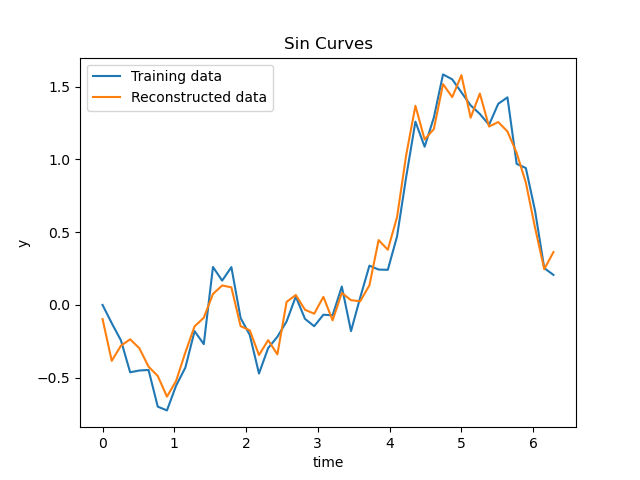 Sin Curves
Training data
Reconstructed data
1.5
1.0
0.5
0.0
−0.5
y
0 1 2 3 4 5 6
time